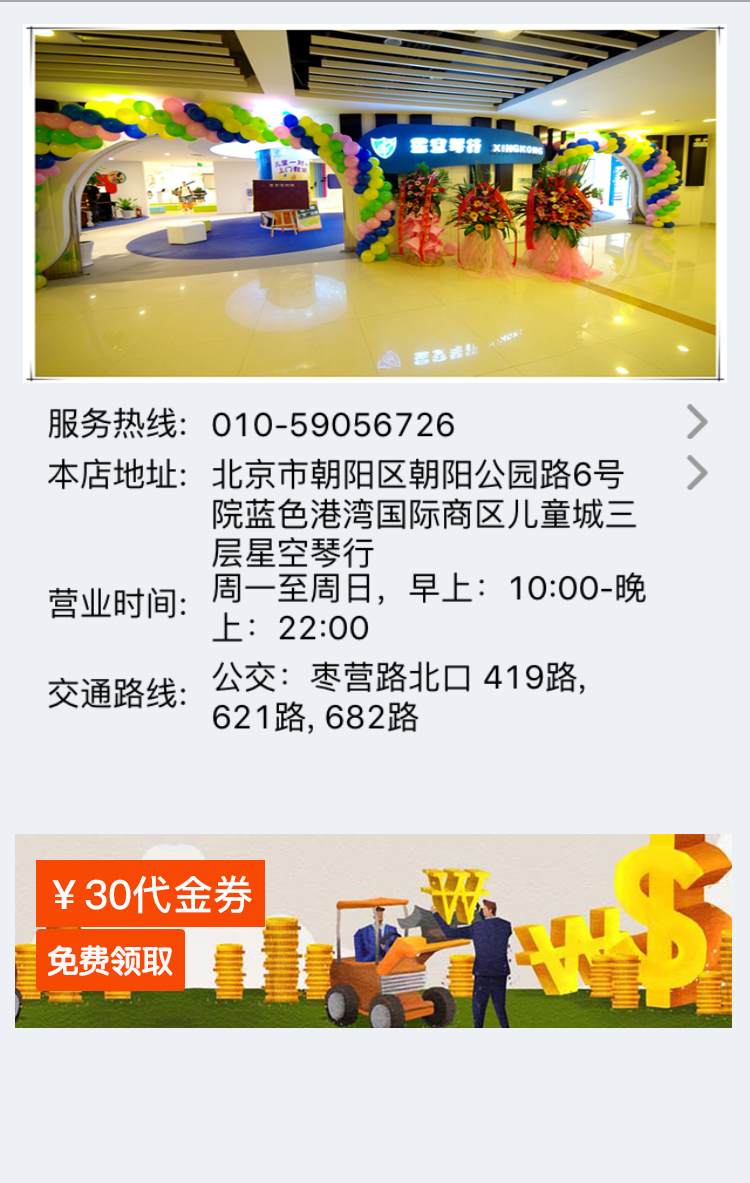 星空琴行 XINGKONG
服务热线: 010-59056726
本店地址: 北京市朝阳区朝阳公园路6号
院蓝色港湾国际商区儿童城三
层星空琴行
营业时间: 周一至周日，早上：10:00-晚
上：22:00
交通路线: 公交：枣营路北口 419路,
621路, 682路
￥30代金券
免费领取